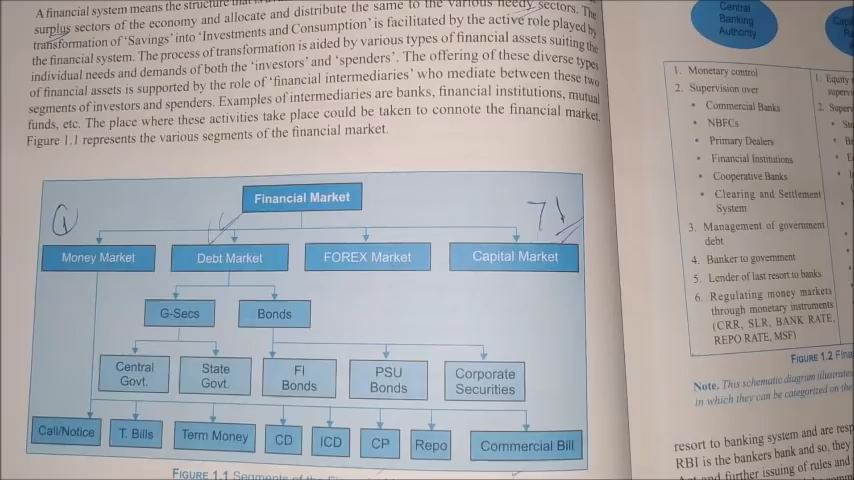 A financial system means the structure that is
surplus sectors of the economy and allocate and distribute the same to the various needy sectors. The
transformation of 'Savings' into 'Investments and Consumption' is facilitated by the active role played by
the financial system. The process of transformation is aided by various types of financial assets suiting the
individual needs and demands of both the 'investors' and 'spenders'. The offering of these diverse types
of financial assets is supported by the role of 'financial intermediaries' who mediate between these two
segments of investors and spenders. Examples of intermediaries are banks, financial institutions, mutual
funds, etc. The place where these activities take place could be taken to connote the financial market.
Figure 1.1 represents the various segments of the financial market.
Financial Market
Money Market
Debt Market
FOREX Market
Capital Market
G-Secs
Bonds
Central
Govt.
State
Govt.
FI
Bonds
PSU
Bonds
Corporate
Securities
Call/Notice
T. Bills
Term Money
CD
ICD
CP
Repo
Commercial Bill
FIGURE 1.1 Segments of the
Central
Banking
Authority
1. Monetary control
2. Supervision over
• Commercial Banks
• NBFCs
• Primary Dealers
• Financial Institutions
• Cooperative Banks
• Clearing and Settlement
System
3. Management of government
debt
4. Banker to government
5. Lender of last resort to banks
6. Regulating money markets
through monetary instruments
(CRR, SLR, BANK RATE,
REPO RATE, MSF)
1. Equity
2.
FIGURE 1.2
Note. This schematic diagram
in which they can be categorized on the
resort to banking system and are
RBI is the bankers bank and so, they
and further issuing of rules and